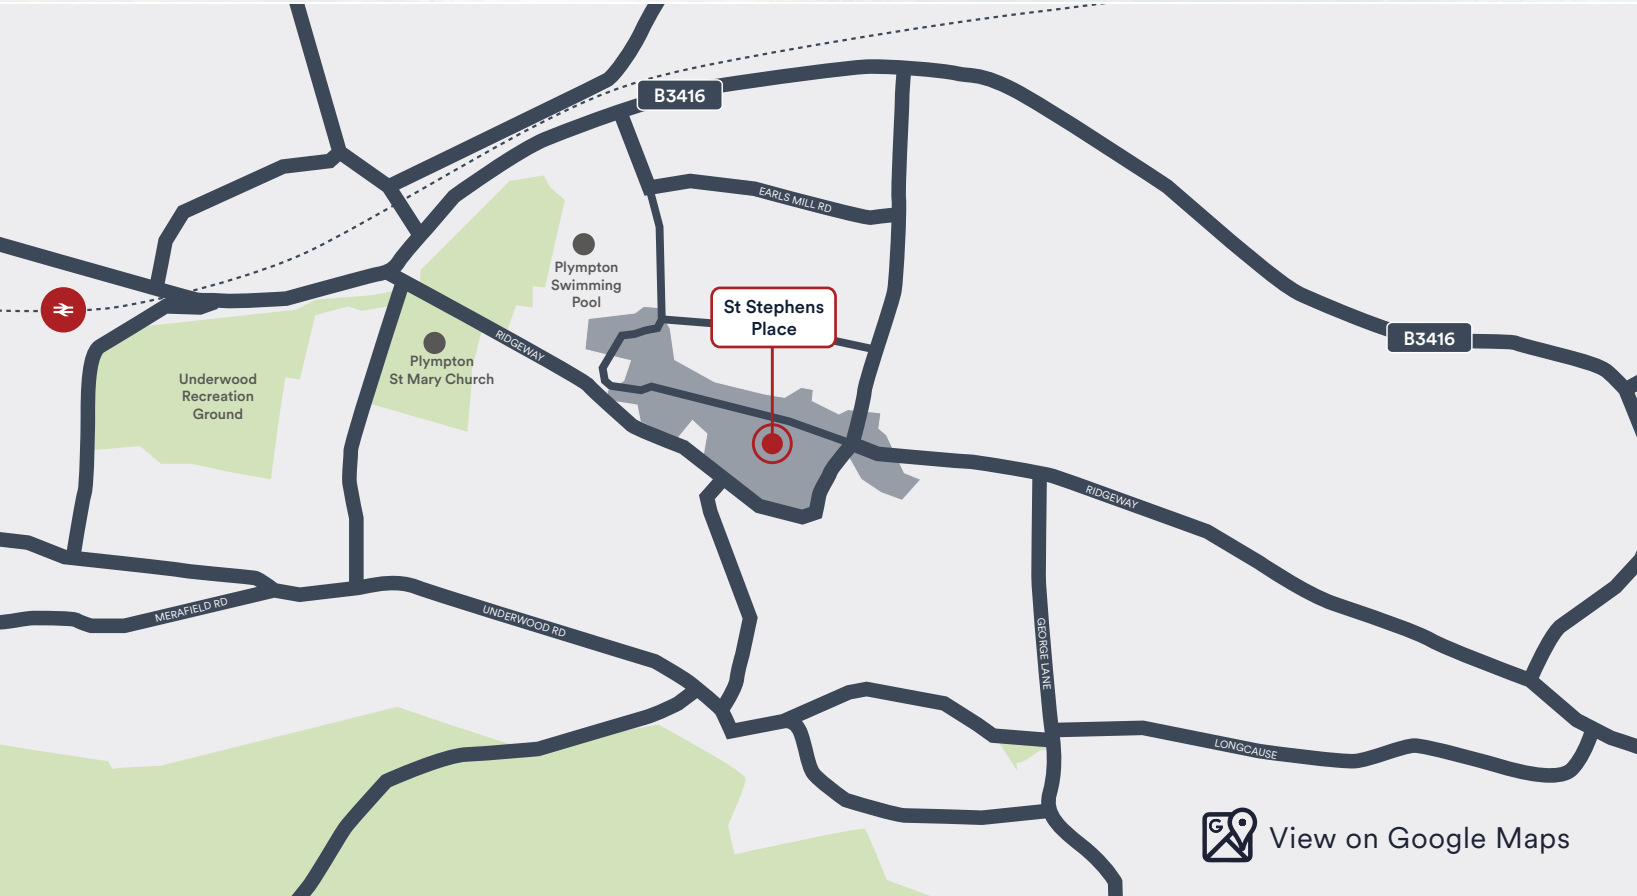 B3416
EARLS MILL RD
Plympton
Swimming
Pool
St Stephens
Place
RIDGEWAY
B3416
Plympton
St Mary Church
Underwood
Recreation
Ground
RIDGEWAY
MERAFIELD RD
UNDERWOOD RD
GEORGE LANE
LONGCAUSE
G
View on Google Maps